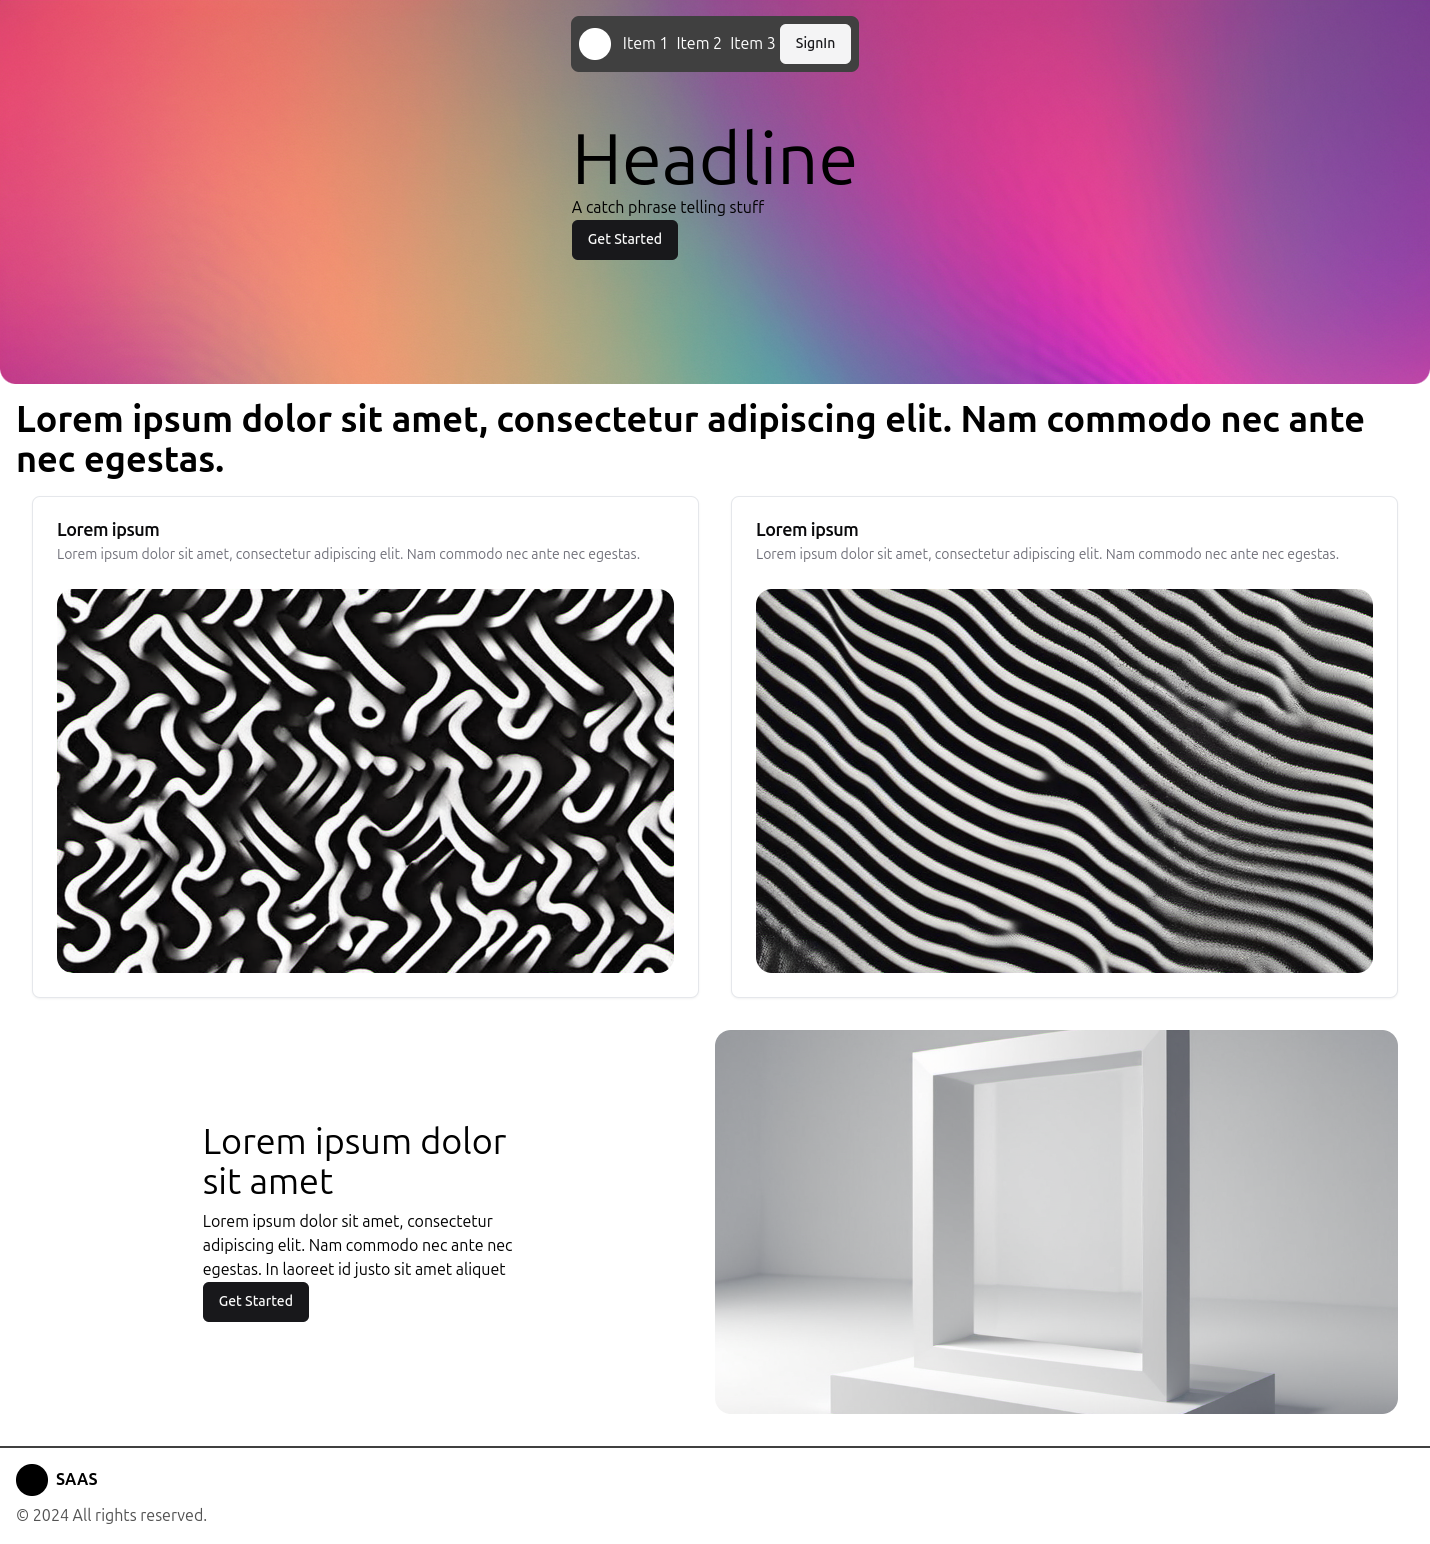 Item 1 Item 2 Item 3 SignIn
Headline
A catch phrase telling stuff
Get Started
Lorem ipsum dolor sit amet, consectetur adipiscing elit. Nam commodo nec ante
nec egestas.
Lorem ipsum
Lorem ipsum dolor sit amet, consectetur adipiscing elit. Nam commodo nec ante nec egestas.
Lorem ipsum
Lorem ipsum dolor sit amet, consectetur adipiscing elit. Nam commodo nec ante nec egestas.
Lorem ipsum dolor
sit amet
Lorem ipsum dolor sit amet, consectetur
adipiscing elit. Nam commodo nec ante nec
egestas. In laoreet id justo sit amet aliquet
Get Started
SAAS
© 2024 All rights reserved.